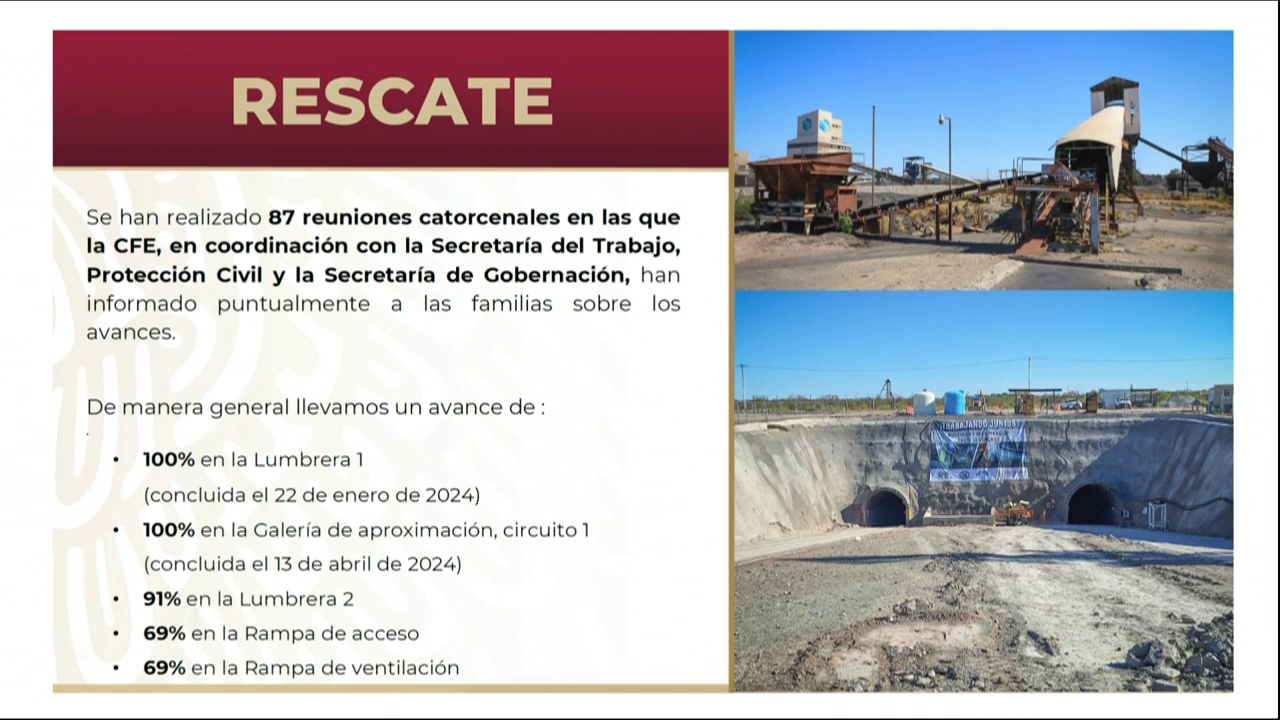 RESCATE
Se han realizado 87 reuniones catorcenales en las que
la CFE, en coordinación con la Secretaría del Trabajo,
Protección Civil y la Secretaría de Gobernación, han
informado puntualmente a las familias sobre los
avances.
De manera general llevamos un avance de :
.
• 100% en la Lumbrera 1
(concluida el 22 de enero de 2024)
• 100% en la Galería de aproximación, circuito 1
(concluida el 13 de abril de 2024)
• 91% en la Lumbrera 2
• 69% en la Rampa de acceso
• 69% en la Rampa de ventilación
TRABAJANDO JUNTOS